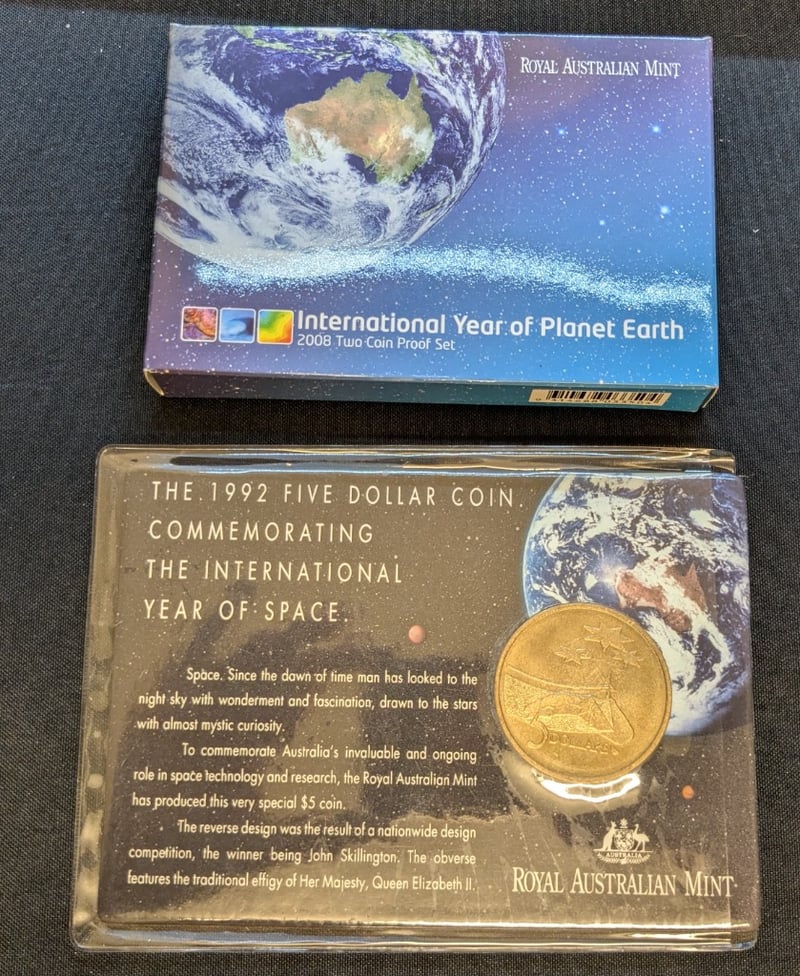 ROYAL AUSTRALIAN MINT
International Year of Planet Earth
2008 Two Coin Proof Set
THE 1992 FIVE DOLLAR COIN
COMMEMORATING
THE INTERNATIONAL
YEAR OF SPACE.
Space. Since the dawn of time man has looked to the
night sky with wonderment and fascination, drawn to the stars
with almost mystic curiosity.
To commemorate Australia's invaluable and ongoing
role in space technology and research, the Royal Australian Mint
has produced this very special $5 coin.
The reverse design was the result of a nationwide design
competition, the winner being John Skillington. The obverse
features the traditional effigy of Her Majesty, Queen Elizabeth II.
5 DOLLARS
AUSTRALIA
ROYAL AUSTRALIAN MINT